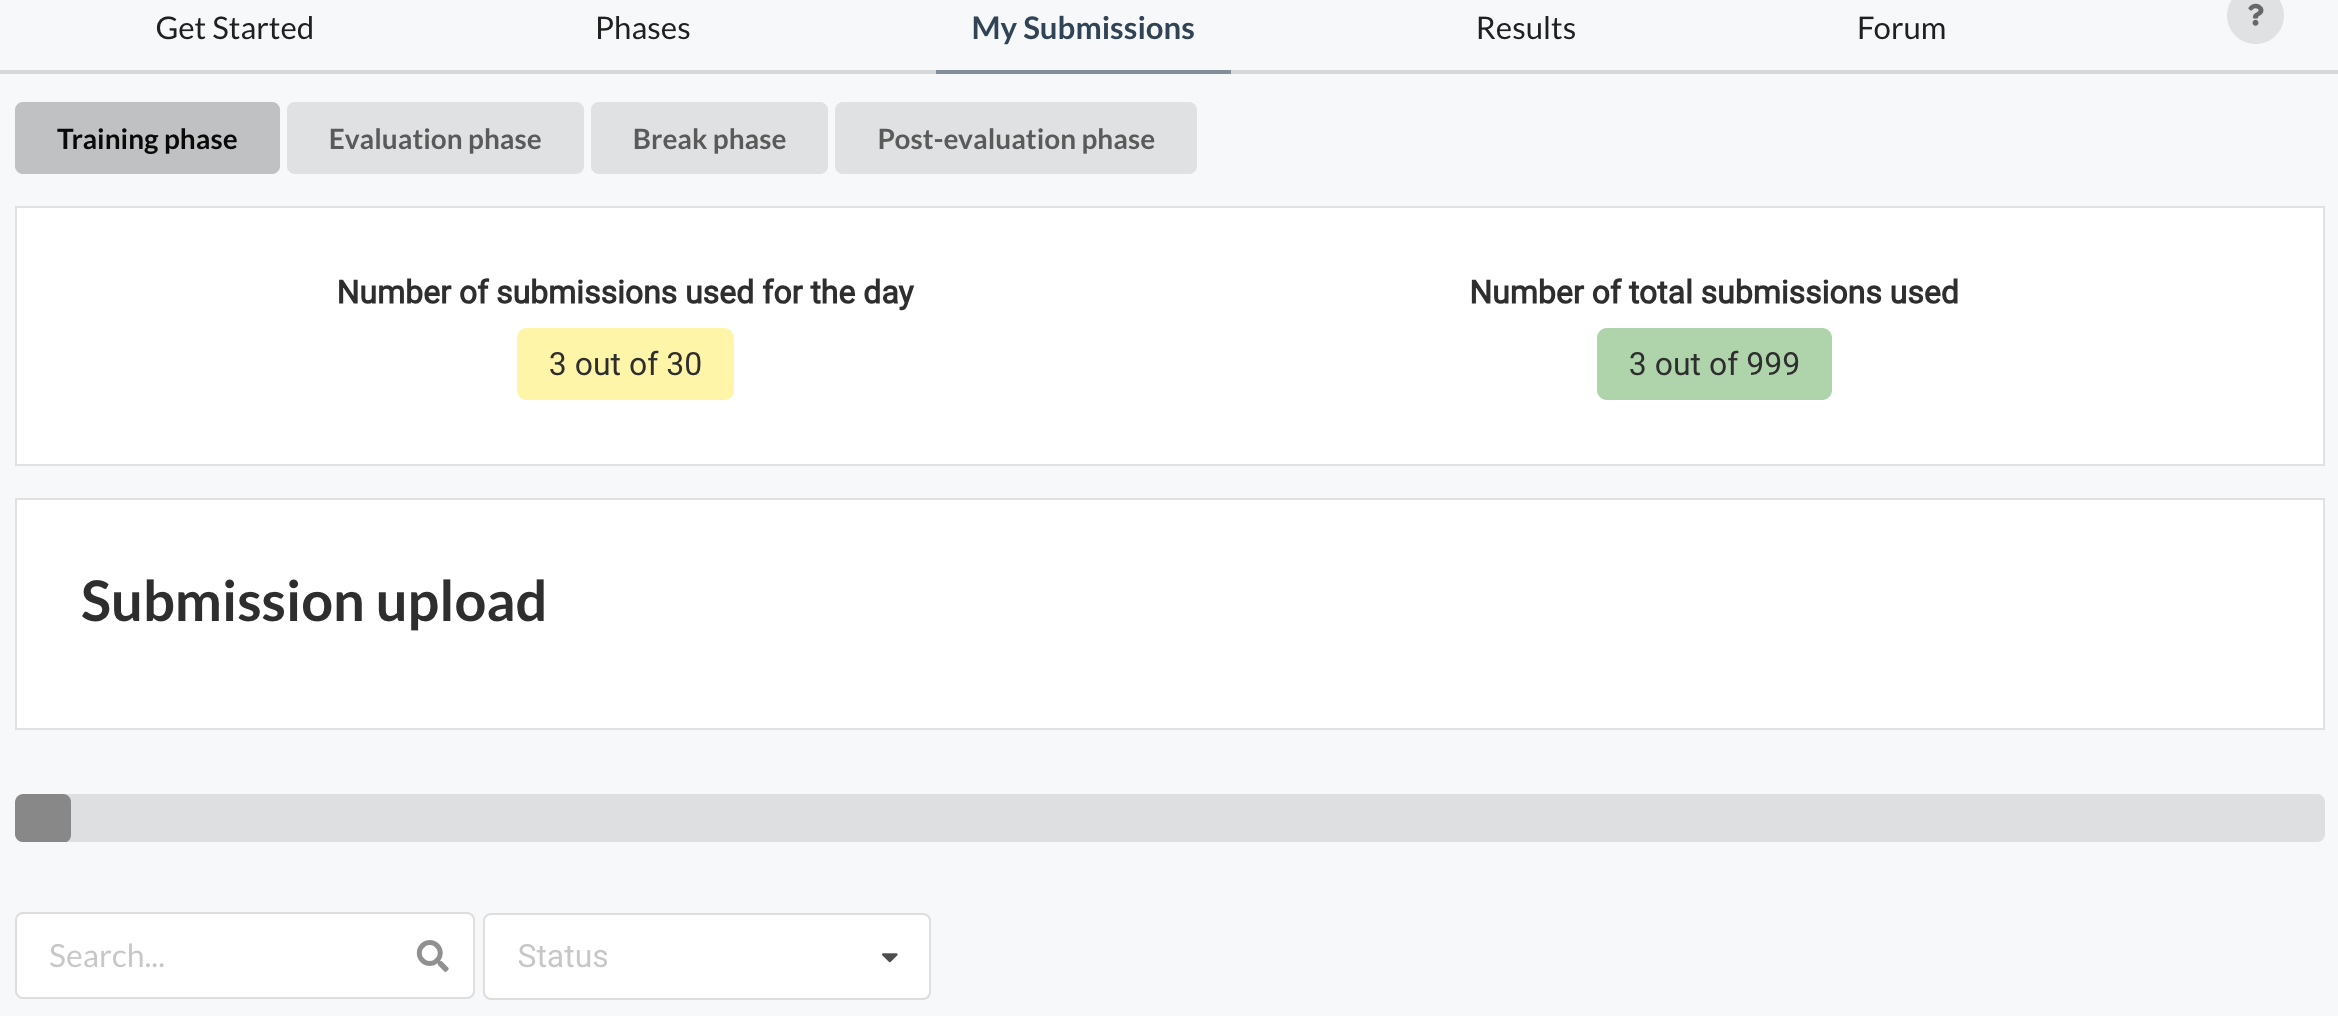 Get Started Phases My Submissions Results Forum ?
Training phase Evaluation phase Break phase Post-evaluation phase
Number of submissions used for the day
3 out of 30
Number of total submissions used
3 out of 999
Submission upload
Search... Status